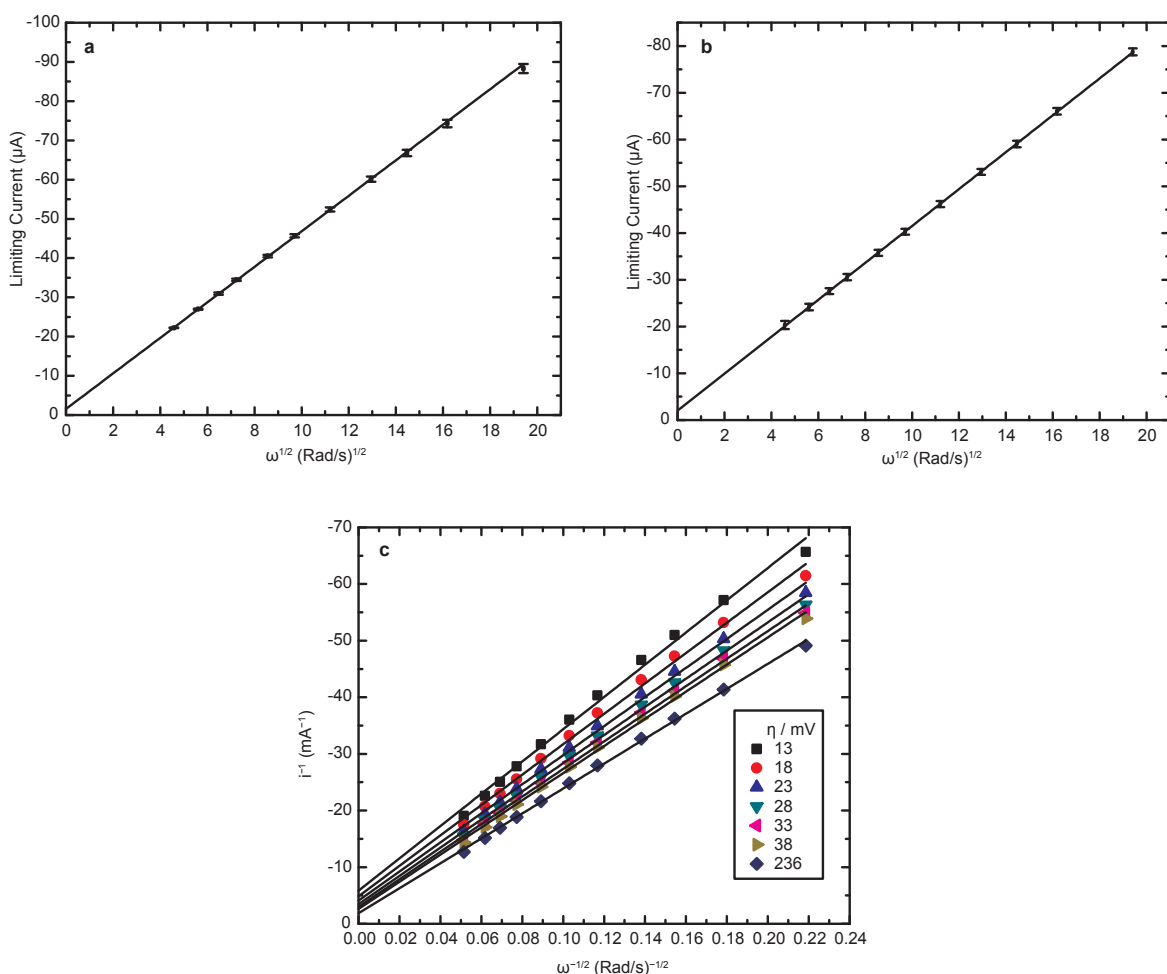 a
-100
-90
-80
-70
-60
-50
-40
-30
-20
-10
0
Limiting Current (μA)
0 2 4 6 8 10 12 14 16 18 20
ω1/2 (Rad/s)1/2
b
-80
-70
-60
-50
-40
-30
-20
-10
0
Limiting Current (μA)
0 2 4 6 8 10 12 14 16 18 20
ω1/2 (Rad/s)1/2
c
-70
-60
-50
-40
-30
-20
-10
0
i−1 (mA−1)
η / mV
13
18
23
28
33
38
236
0.00 0.02 0.04 0.06 0.08 0.10 0.12 0.14 0.16 0.18 0.20 0.22 0.24
ω−1/2 (Rad/s)−1/2